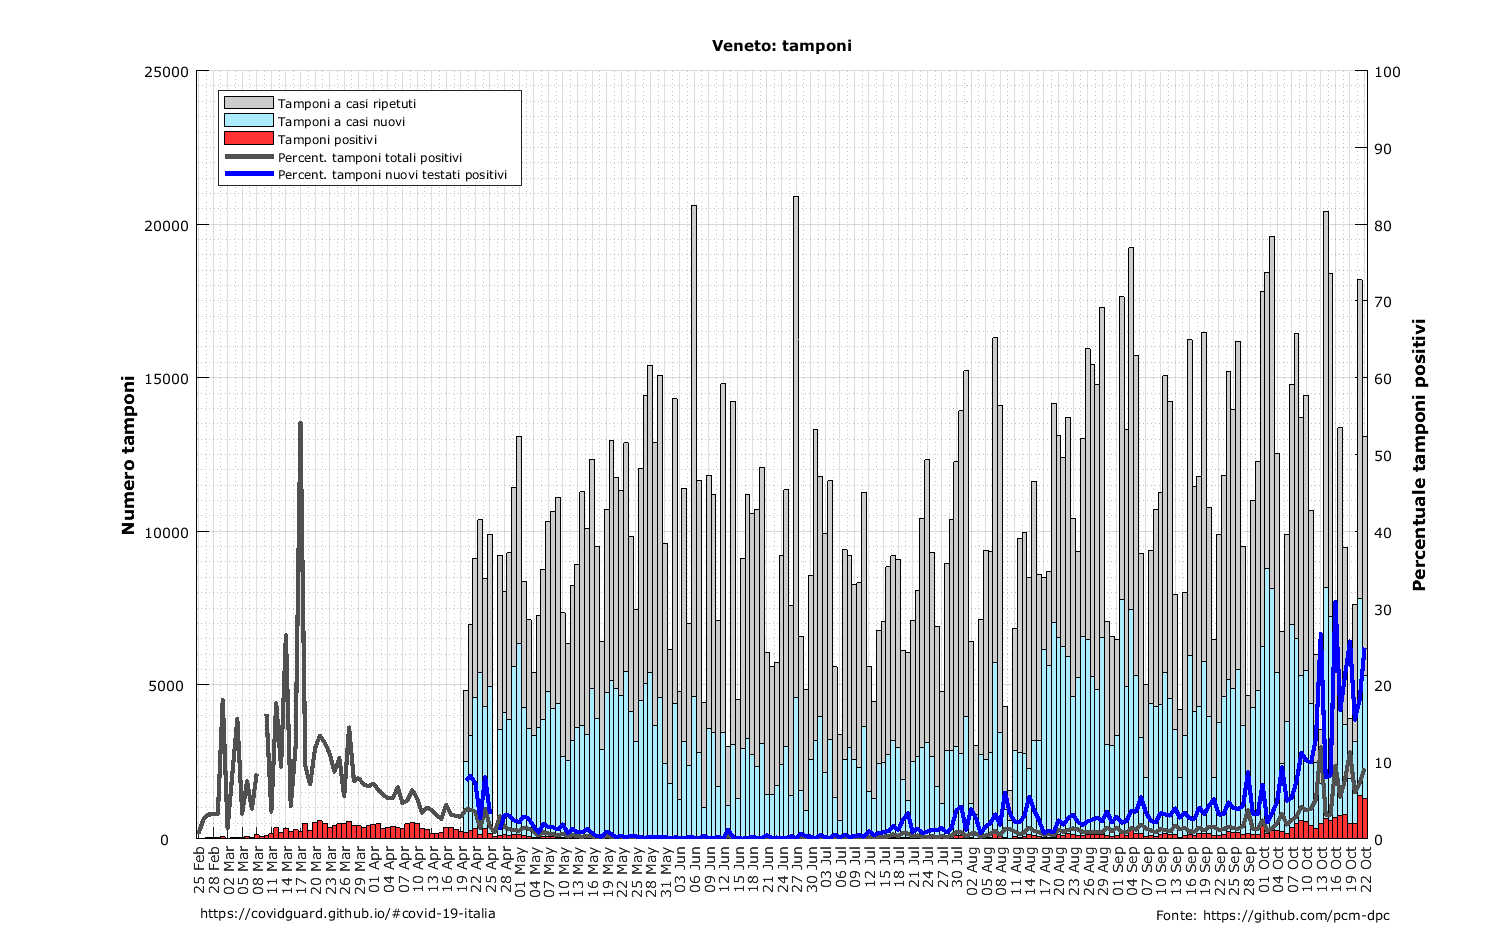 Veneto: tamponi
Tamponi a casi ripetuti
Tamponi a casi nuovi
Tamponi positivi
Percent. tamponi totali positivi
Percent. tamponi nuovi testati positivi
Numero tamponi
25000
20000
15000
10000
5000
0
Percentuale tamponi positivi
100
90
80
70
60
50
40
30
20
10
0
25 Feb
28 Feb
02 Mar
05 Mar
08 Mar
11 Mar
14 Mar
17 Mar
20 Mar
23 Mar
26 Mar
29 Mar
01 Apr
04 Apr
07 Apr
10 Apr
13 Apr
16 Apr
19 Apr
22 Apr
25 Apr
28 Apr
01 May
04 May
07 May
10 May
13 May
16 May
19 May
22 May
25 May
28 May
31 May
03 Jun
06 Jun
09 Jun
12 Jun
15 Jun
18 Jun
21 Jun
24 Jun
27 Jun
30 Jun
03 Jul
06 Jul
09 Jul
12 Jul
15 Jul
18 Jul
21 Jul
24 Jul
27 Jul
30 Jul
02 Aug
05 Aug
08 Aug
11 Aug
14 Aug
17 Aug
20 Aug
23 Aug
26 Aug
29 Aug
01 Sep
04 Sep
07 Sep
10 Sep
13 Sep
16 Sep
19 Sep
22 Sep
25 Sep
28 Sep
01 Oct
04 Oct
07 Oct
10 Oct
13 Oct
16 Oct
19 Oct
22 Oct
https://covidguard.github.io/#covid-19-italia
Fonte: https://github.com/pcm-dpc